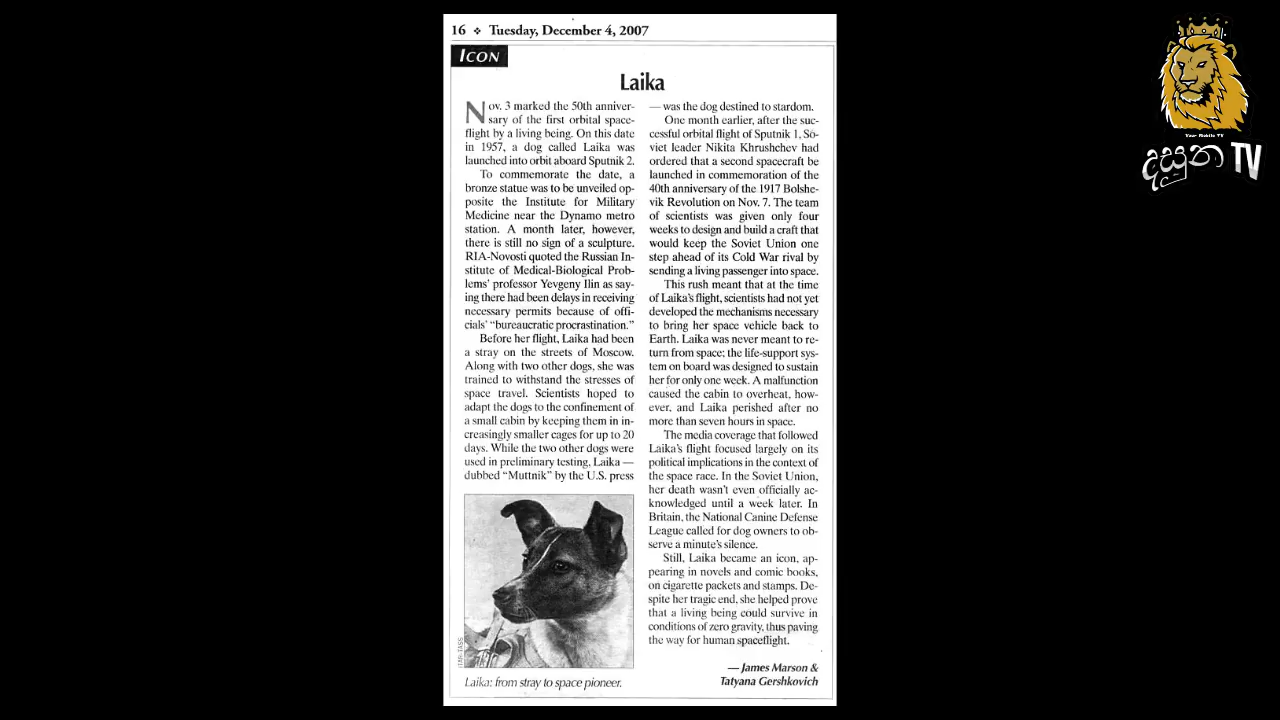 16 ❖ Tuesday, December 4, 2007
ICON
Laika
Nov. 3 marked the 50th anniver-
sary of the first orbital space-
flight by a living being. On this date
in 1957, a dog called Laika was
launched into orbit aboard Sputnik 2.
To commemorate the date, a
bronze statue was to be unveiled op-
posite the Institute for Military
Medicine near the Dynamo metro
station. A month later, however,
there is still no sign of a sculpture.
RIA-Novosti quoted the Russian In-
stitute of Medical-Biological Prob-
lems' professor Yevgeny Ilin as say-
ing there had been delays in receiving
necessary permits because of offi-
cials' “bureaucratic procrastination.”
Before her flight, Laika had been
a stray on the streets of Moscow.
Along with two other dogs, she was
trained to withstand the stresses of
space travel. Scientists hoped to
adapt the dogs to the confinement of
a small cabin by keeping them in in-
creasingly smaller cages for up to 20
days. While the two other dogs were
used in preliminary testing, Laika —
dubbed “Muttnik” by the U.S. press
ITAR-TASS
Laika: from stray to space pioneer.
— was the dog destined to stardom.
One month earlier, after the suc-
cessful orbital flight of Sputnik 1, So-
viet leader Nikita Khrushchev had
ordered that a second spacecraft be
launched in commemoration of the
40th anniversary of the 1917 Bolshe-
vik Revolution on Nov. 7. The team
of scientists was given only four
weeks to design and build a craft that
would keep the Soviet Union one
step ahead of its Cold War rival by
sending a living passenger into space.
This rush meant that at the time
of Laika's flight, scientists had not yet
developed the mechanisms necessary
to bring her space vehicle back to
Earth. Laika was never meant to re-
turn from space; the life-support sys-
tem on board was designed to sustain
her for only one week. A malfunction
caused the cabin to overheat, how-
ever, and Laika perished after no
more than seven hours in space.
The media coverage that followed
Laika's flight focused largely on its
political implications in the context of
the space race. In the Soviet Union,
her death wasn't even officially ac-
knowledged until a week later. In
Britain, the National Canine Defense
League called for dog owners to ob-
serve a minute's silence.
Still, Laika became an icon, ap-
pearing in novels and comic books,
on cigarette packets and stamps. De-
spite her tragic end, she helped prove
that a living being could survive in
conditions of zero gravity, thus paving
the way for human spaceflight.
— James Marson &
Tatyana Gershkovich
Your Mobile TV
දසුන TV